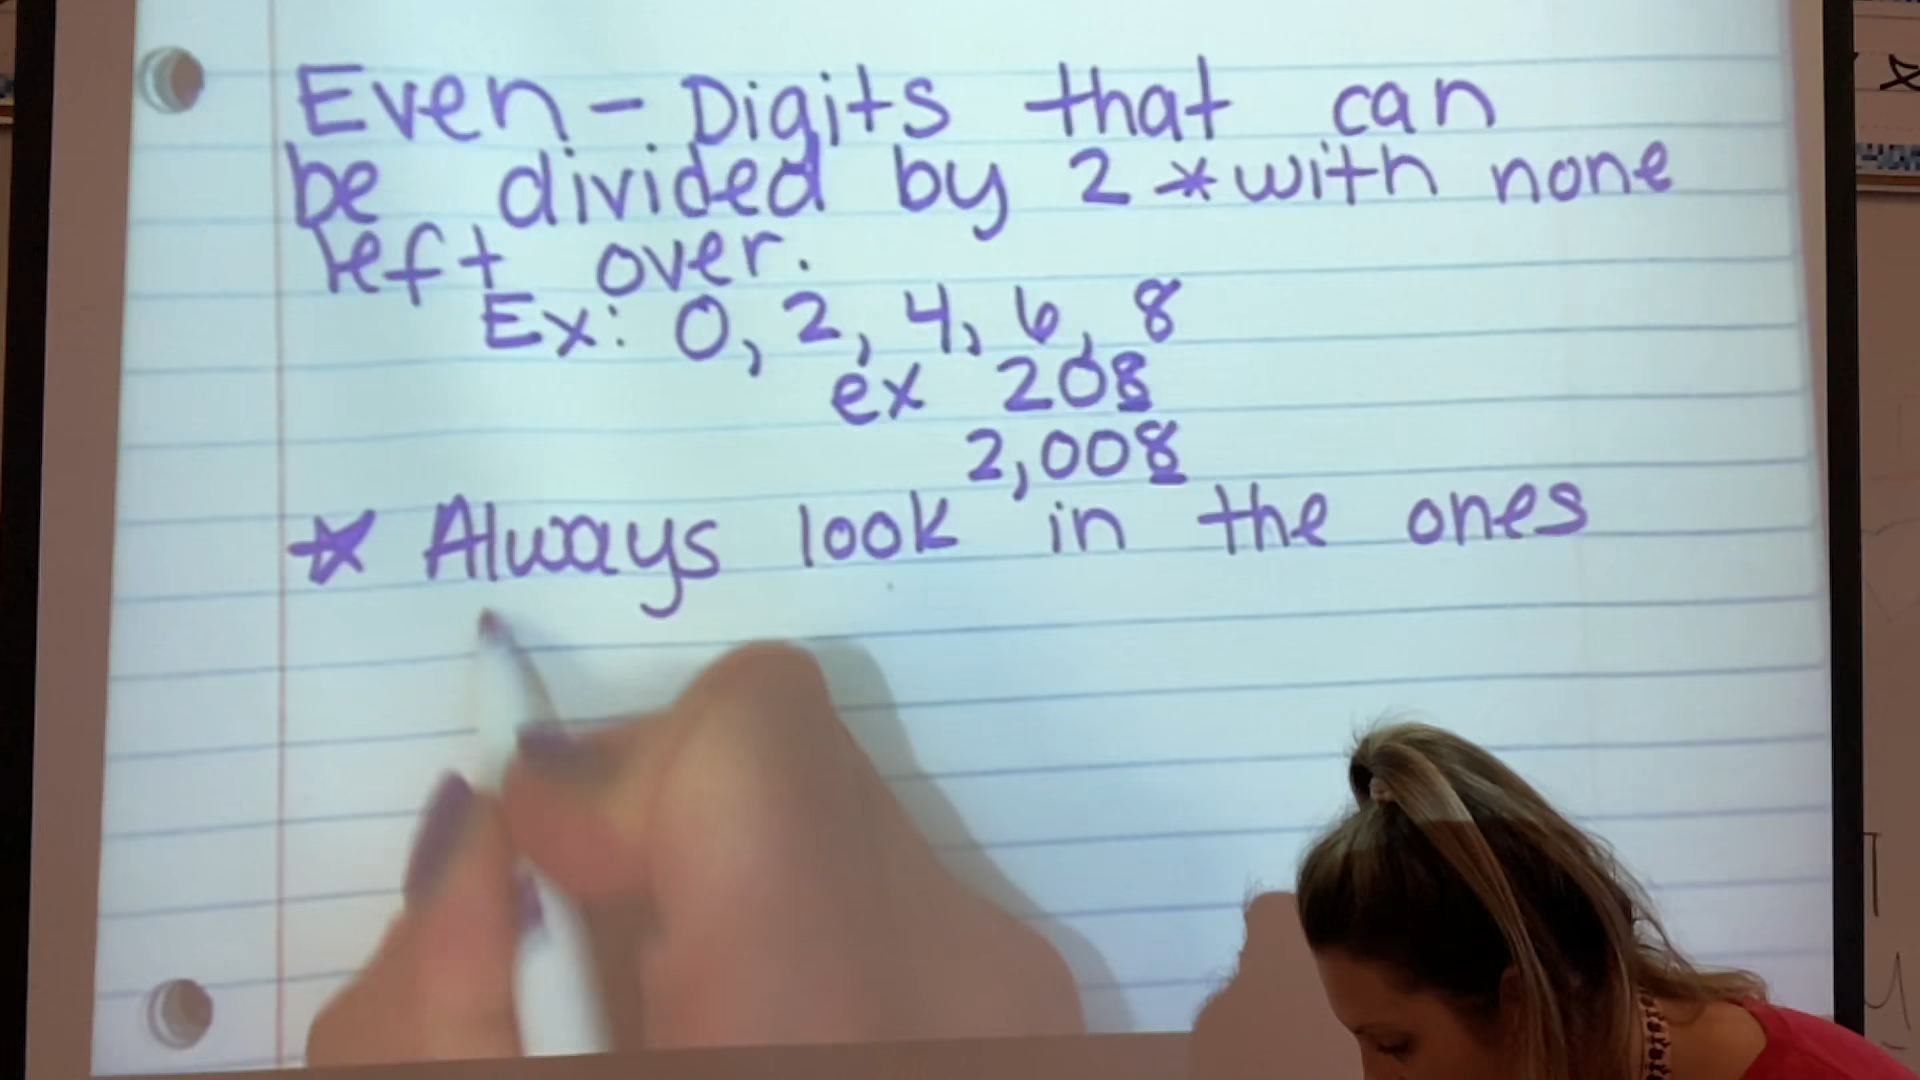 Even - Digits that can
be divided by 2 *with none
left over.
Ex: 0, 2, 4, 6, 8
ex 208
2,008
☆ Always look in the ones